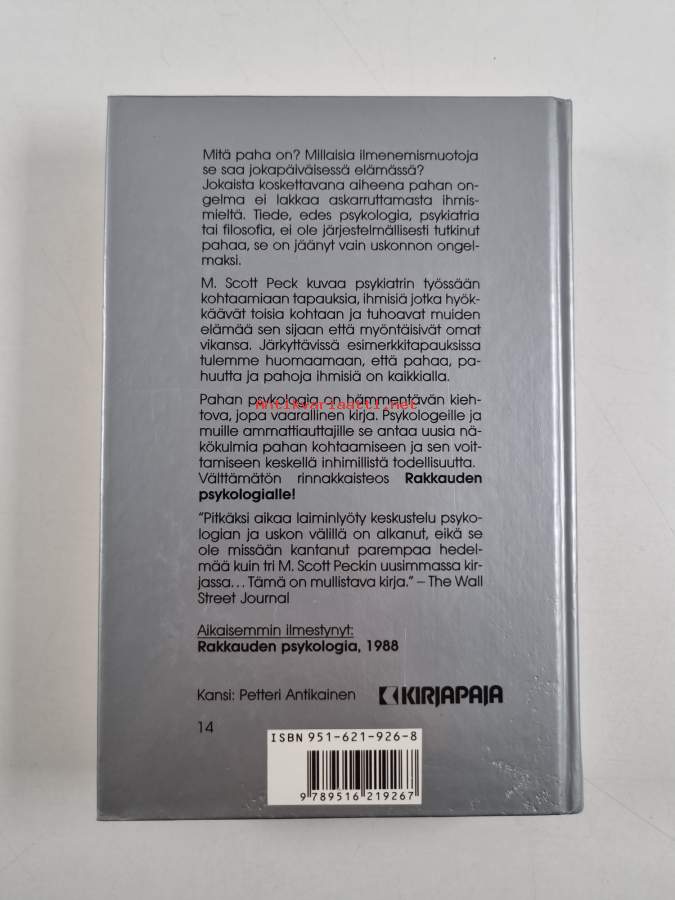 Mitä paha on? Millaisia ilmenemismuotoja
se saa jokapäiväisessä elämässä?
Jokaista koskettavana aiheena pahan on-
gelma ei lakkaa askarruttamasta ihmis-
mieltä. Tiede, edes psykologia, psykiatria
tai filosofia, ei ole järjestelmällisesti tutkinut
pahaa, se on jäänyt vain uskonnon ongel-
maksi.
M. Scott Peck kuvaa psykiatrin työssään
kohtaamiaan tapauksia, ihmisiä jotka hyök-
käävät toisia kohtaan ja tuhoavat muiden
elämää sen sijaan että myöntäisivät omat
vikansa. Järkyttävissä esimerkkitapauksissa
tulemme huomaamaan, että pahaa, pa-
huutta ja pahoja ihmisiä on kaikkialla.
Pahan psykologia on hämmentävän kieh-
tova, jopa vaarallinen kirja. Psykologeille ja
Antikvariaatti.net
muille ammattiauttajille se antaa uusia nä-
kökulmia pahan kohtaamiseen ja sen voit-
tamiseen keskellä inhimillistä todellisuutta.
Välttämätön rinnakkaisteos Rakkauden
psykologialle!
"Pitkäksi aikaa laiminlyöty keskustelu psyko-
logian ja uskon välillä on alkanut, eikä se
ole missään kantanut parempaa hedel-
mää kuin tri M. Scott Peckin uusimmassa kir-
jassa... Tämä on mullistava kirja." – The Wall
Street Journal
Aikaisemmin ilmestynyt:
Rakkauden psykologia, 1988
Kansi: Petteri Antikainen KIRJAPAJA
14
ISBN 951-621-926-8
9 789516 219267